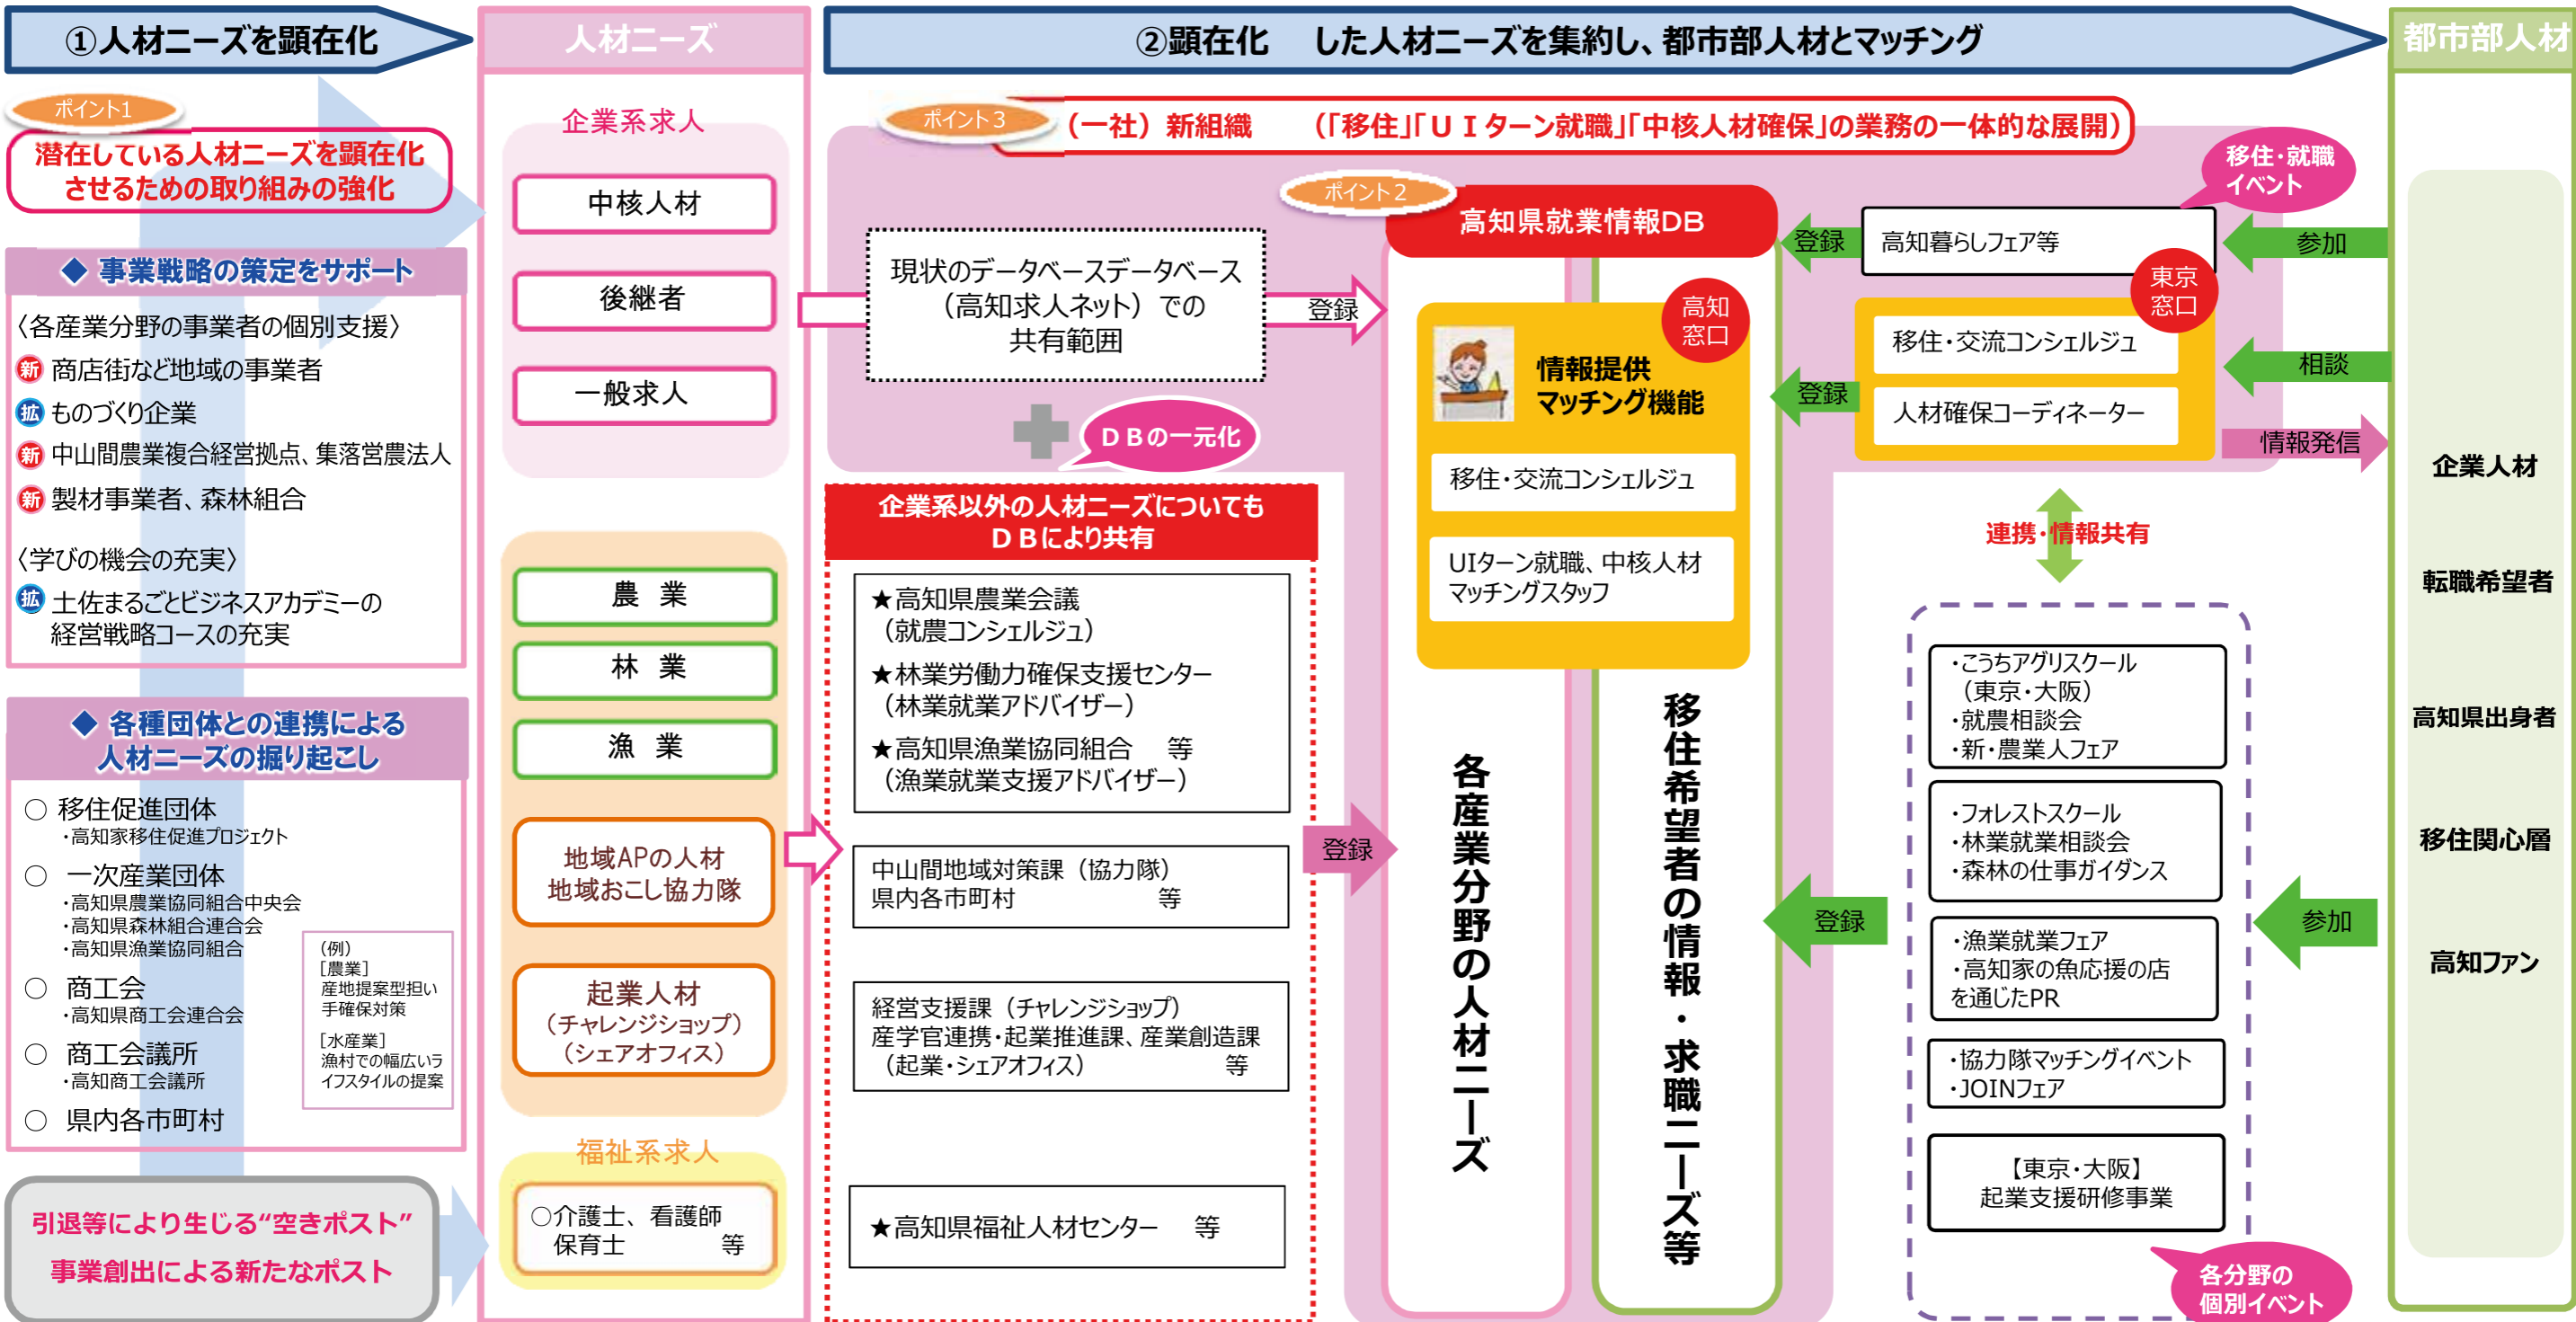 ①人材ニーズを顕在化
ポイント1
潜在している人材ニーズを顕在化
させるための取り組みの強化
◆ 事業戦略の策定をサポート
〈各産業分野の事業者の個別支援〉
新 商店街など地域の事業者
拡 ものづくり企業
新 中山間農業複合経営拠点、集落営農法人
新 製材事業者、森林組合
〈学びの機会の充実〉
拡 土佐まるごとビジネスアカデミーの
経営戦略コースの充実
◆ 各種団体との連携による
人材ニーズの掘り起こし
○ 移住促進団体
・高知家移住促進プロジェクト
○ 一次産業団体
・高知県農業協同組合中央会
・高知県森林組合連合会
・高知県漁業協同組合
○ 商工会
・高知県商工会連合会
○ 商工会議所
・高知商工会議所
○ 県内各市町村
（例）
［農業］
産地提案型担い
手確保対策
［水産業］
漁村での幅広いラ
イフスタイルの提案
引退等により生じる“空きポスト”
事業創出による新たなポスト
人材ニーズ
企業系求人
中核人材
後継者
一般求人
農 業
林 業
漁 業
地域APの人材
地域おこし協力隊
起業人材
（チャレンジショップ）
（シェアオフィス）
福祉系求人
○介護士、看護師
保育士 等
②顕在化 した人材ニーズを集約し、都市部人材とマッチング
ポイント３
（一社）新組織 （「移住」「ＵＩターン就職」「中核人材確保」の業務の一体的な展開）
現状のデータベースデータベース
（高知求人ネット）での
共有範囲
登録
ＤＢの一元化
企業系以外の人材ニーズについても
ＤＢにより共有
★高知県農業会議
（就農コンシェルジュ）
★林業労働力確保支援センター
（林業就業アドバイザー）
★高知県漁業協同組合 等
（漁業就業支援アドバイザー）
中山間地域対策課（協力隊）
県内各市町村 等
経営支援課（チャレンジショップ）
産学官連携・起業推進課、産業創造課
（起業・シェアオフィス） 等
★高知県福祉人材センター 等
登録
ポイント２
高知県就業情報DB
高知
窓口
情報提供
マッチング機能
移住・交流コンシェルジュ
UIターン就職、中核人材
マッチングスタッフ
各産業分野の人材ニーズ
移住希望者の情報・求職ニーズ等
移住・就職
イベント
登録
高知暮らしフェア等
参加
東京
窓口
移住・交流コンシェルジュ
人材確保コーディネーター
登録
相談
情報発信
連携・情報共有
・こうちアグリスクール
（東京・大阪）
・就農相談会
・新・農業人フェア
・フォレストスクール
・林業就業相談会
・森林の仕事ガイダンス
・漁業就業フェア
・高知家の魚応援の店
を通じたPR
・協力隊マッチングイベント
・JOINフェア
【東京・大阪】
起業支援研修事業
登録
参加
各分野の
個別イベント
都市部人材
企業人材
転職希望者
高知県出身者
移住関心層
高知ファン